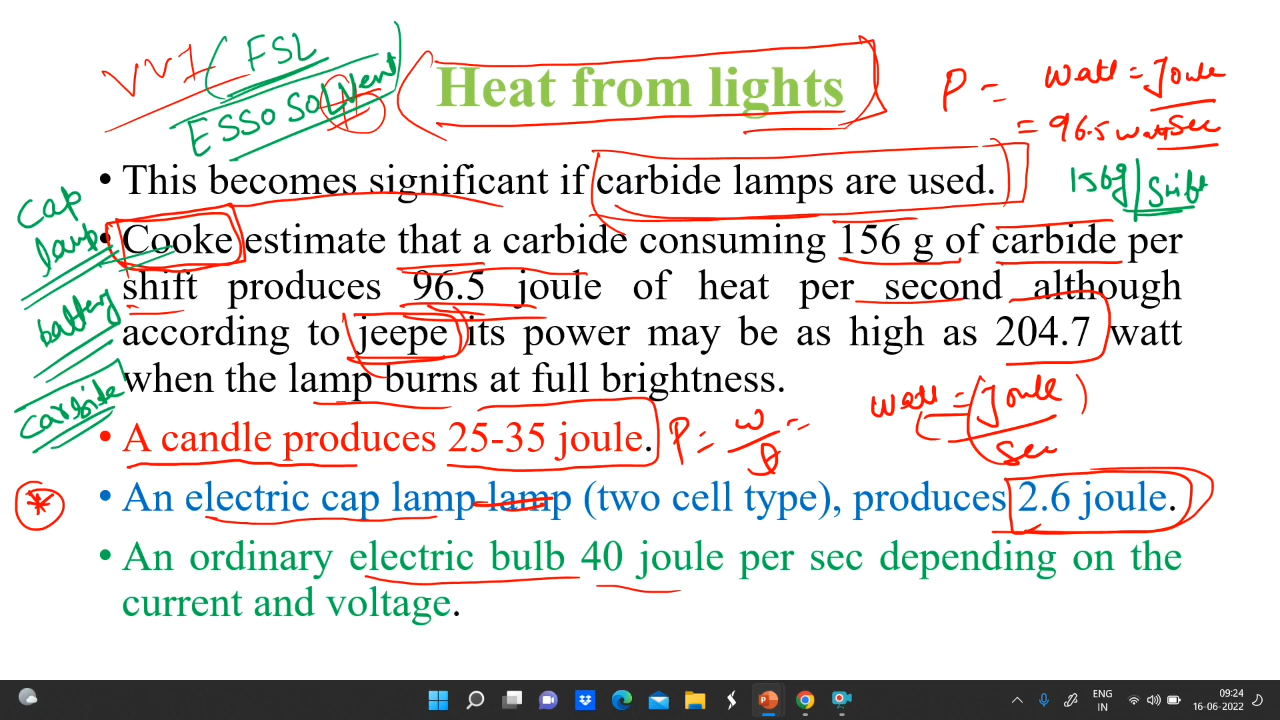 VVI (FSL)
ESSO SOLVENT
Heat from lights
P = Watt = Joule
Sec
= 96.5 watt
156g/Shift
• This becomes significant if carbide lamps are used.
cap
lamp
battery
carbide
• Cooke estimate that a carbide consuming 156 g of carbide per
shift produces 96.5 joule of heat per second although
according to jeepe its power may be as high as 204.7 watt
when the lamp burns at full brightness.
Watt = (Joule)
Sec
• A candle produces 25-35 joule.
P = w
t =
• An electric cap lamp-lamp (two cell type), produces 2.6 joule.
• An ordinary electric bulb 40 joule per sec depending on the
current and voltage.
ENG
IN
09:24
16-06-2022